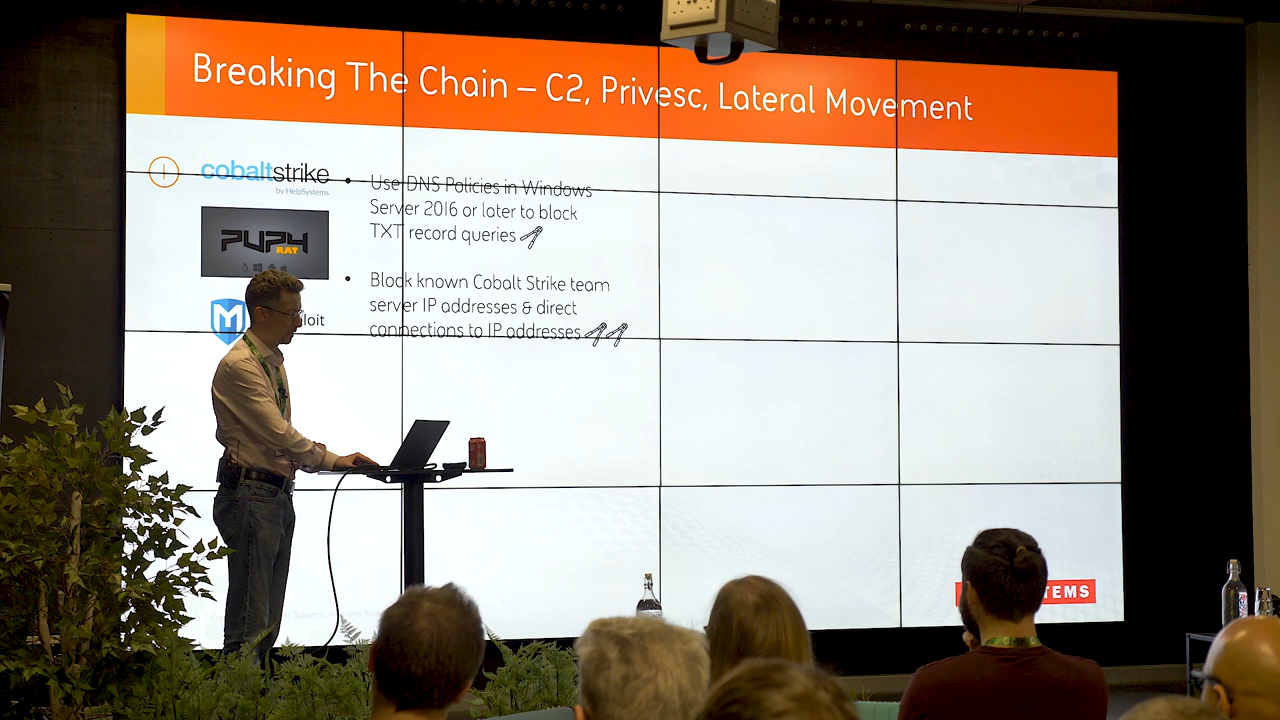 Breaking The Chain – C2, Privesc, Lateral Movement
cobaltstrike
by HelpSystems
PUPY
RAT
• Use DNS Policies in Windows
Server 2016 or later to block
TXT record queries
• Block known Cobalt Strike team
server IP addresses & direct
connections to IP addresses
M
loit
TEMS